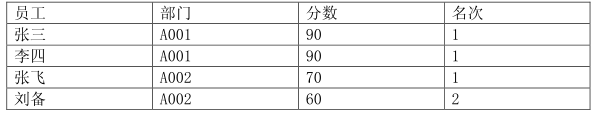 员工 部门 分数 名次
张三 A001 90 1
李四 A001 90 1
张飞 A002 70 1
刘备 A002 60 2